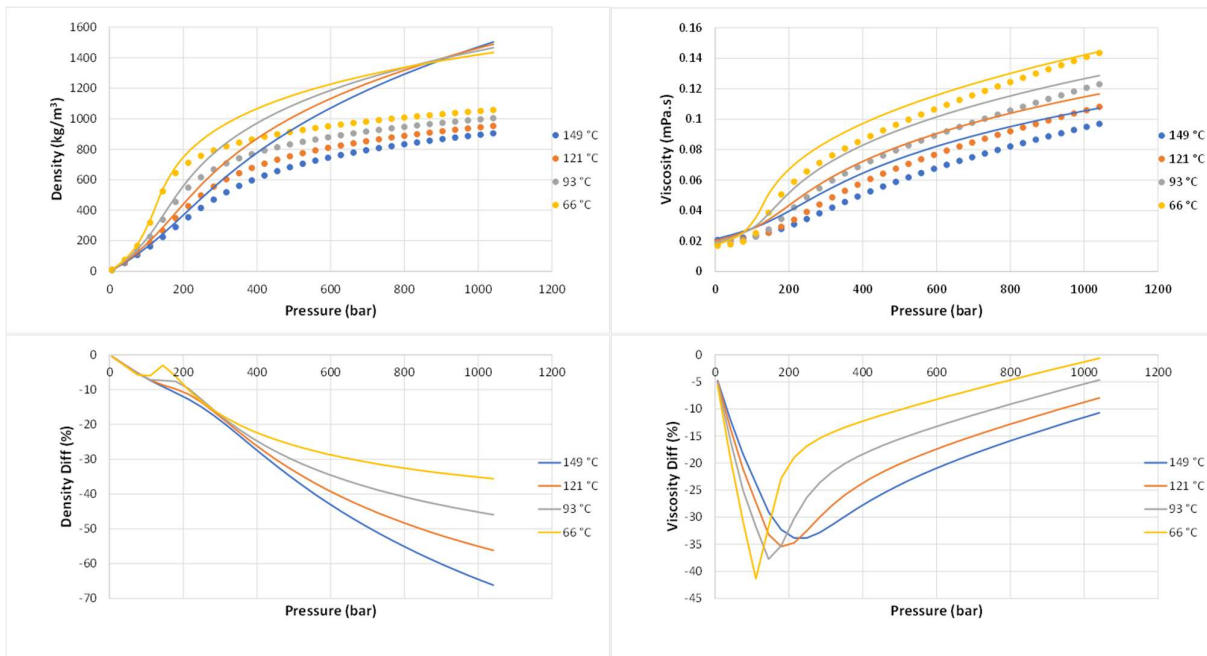 1600
1400
1200
1000
800
600
400
200
0
Density (kg/m³)
0 200 400 600 800 1000 1200
Pressure (bar)
149 °C
121 °C
93 °C
66 °C
0.16
0.14
0.12
0.1
0.08
0.06
0.04
0.02
0
Viscosity (mPa.s)
0 200 400 600 800 1000 1200
Pressure (bar)
149 °C
121 °C
93 °C
66 °C
0
-10
-20
-30
-40
-50
-60
-70
Density Diff (%)
0 200 400 600 800 1000 1200
Pressure (bar)
149 °C
121 °C
93 °C
66 °C
0
-5
-10
-15
-20
-25
-30
-35
-40
-45
Viscosity Diff (%)
0 200 400 600 800 1000 1200
Pressure (bar)
149 °C
121 °C
93 °C
66 °C